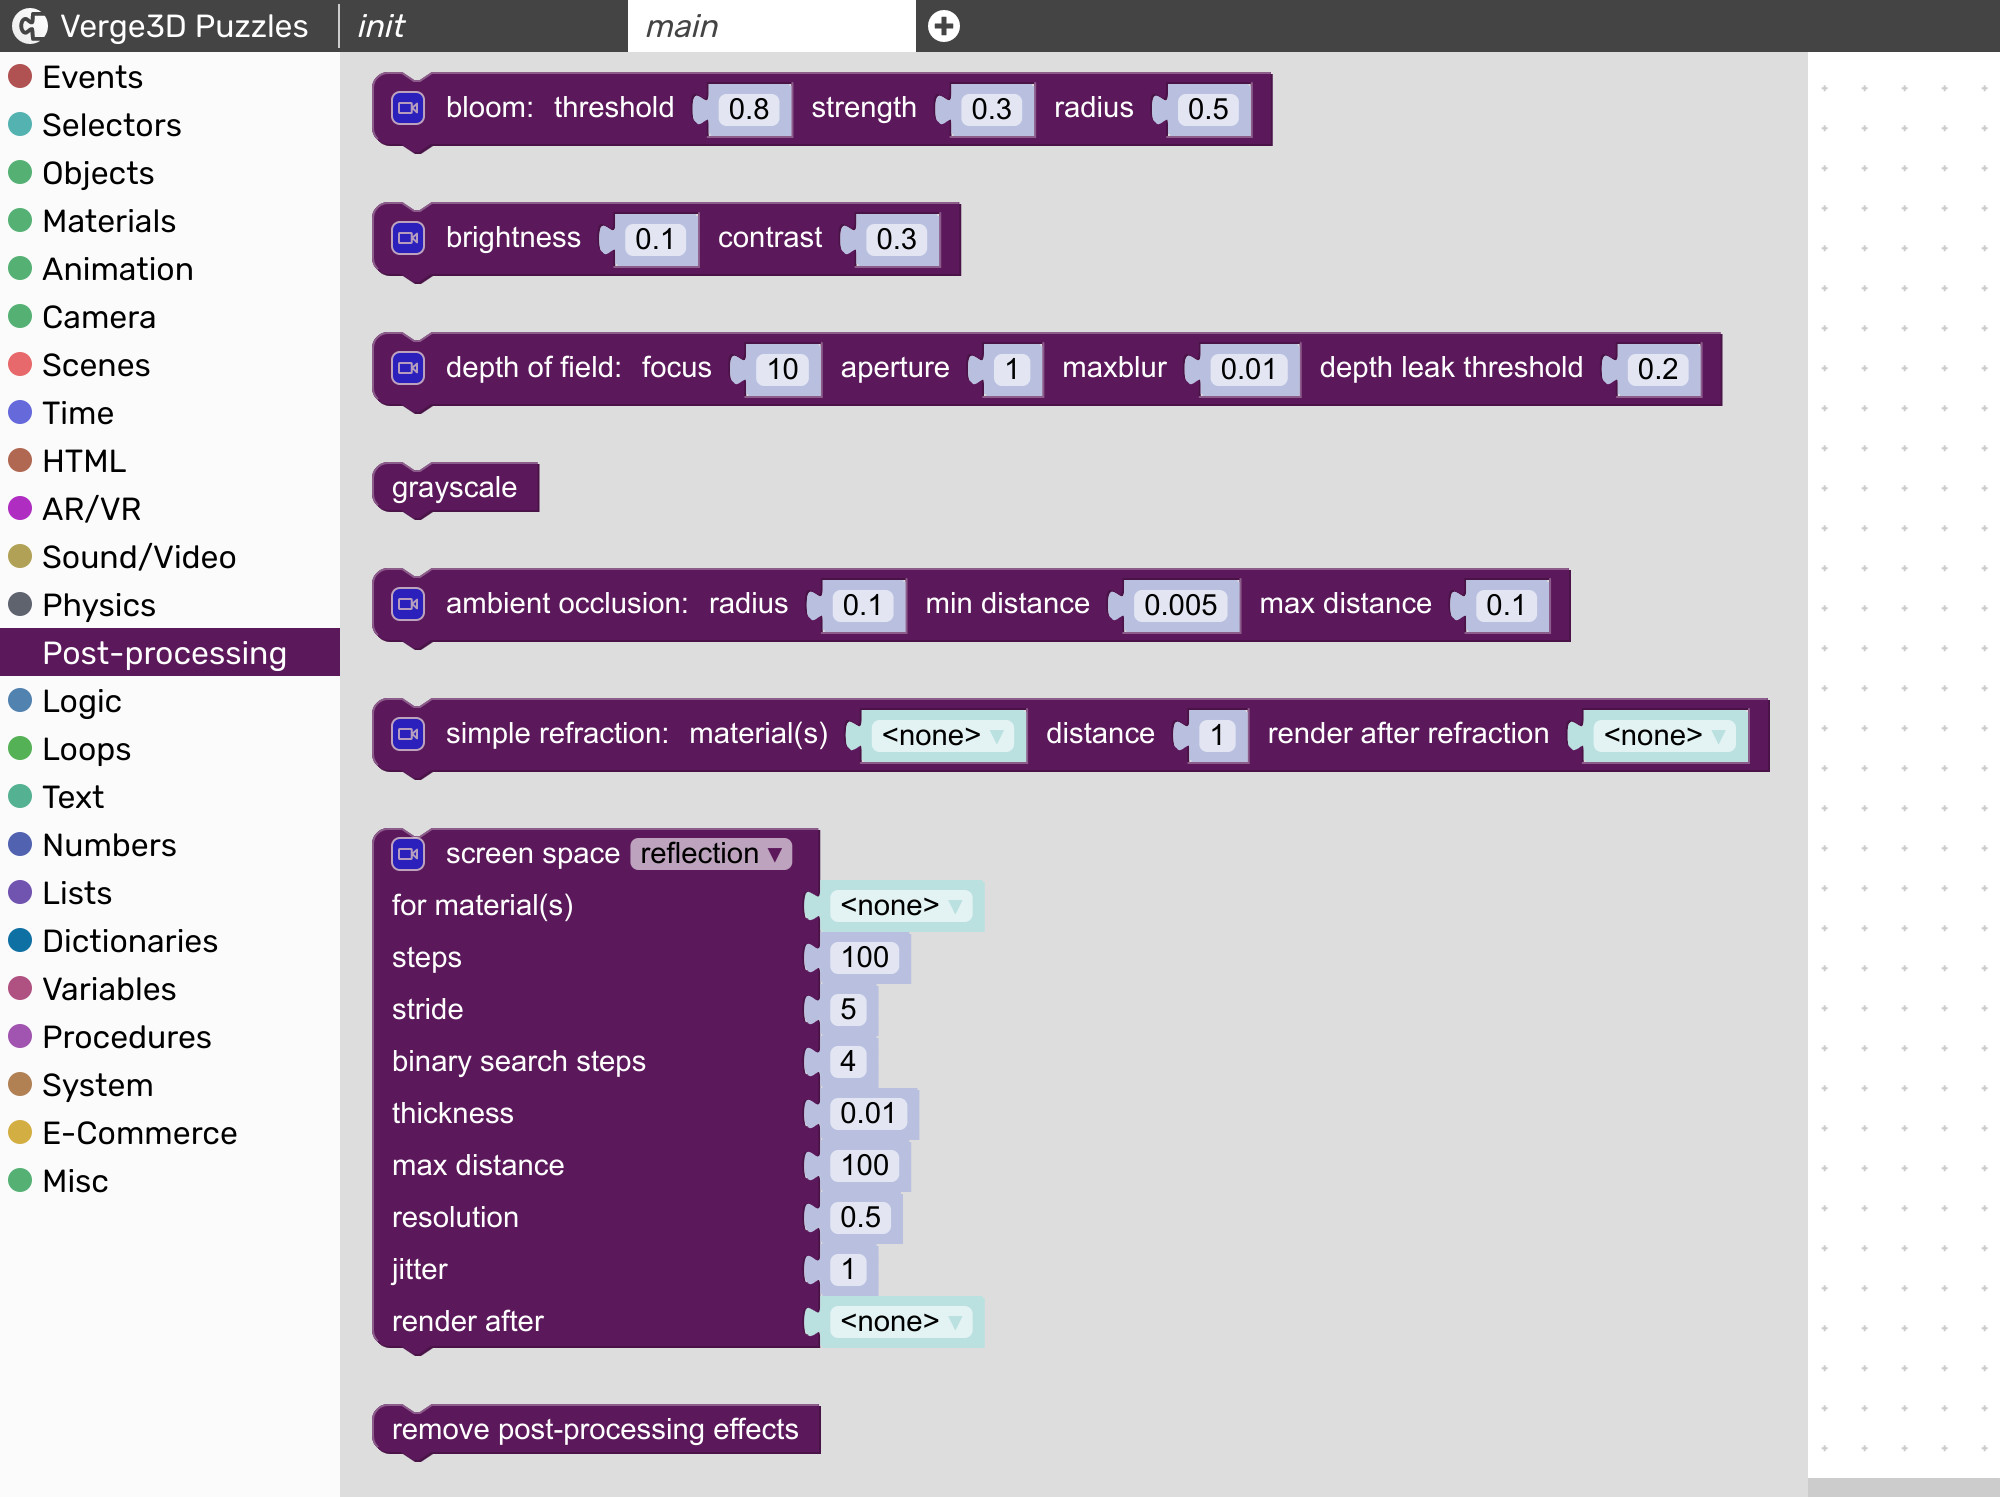 Verge3D Puzzles
init
main
Events
Selectors
Objects
Materials
Animation
Camera
Scenes
Time
HTML
AR/VR
Sound/Video
Physics
Post-processing
Logic
Loops
Text
Numbers
Lists
Dictionaries
Variables
Procedures
System
E-Commerce
Misc
bloom: threshold 0.8 strength 0.3 radius 0.5
brightness 0.1 contrast 0.3
depth of field: focus 10 aperture 1 maxblur 0.01 depth leak threshold 0.2
grayscale
ambient occlusion: radius 0.1 min distance 0.005 max distance 0.1
simple refraction: material(s) <none> distance 1 render after refraction <none>
screen space reflection
for material(s) <none>
steps 100
stride 5
binary search steps 4
thickness 0.01
max distance 100
resolution 0.5
jitter 1
render after <none>
remove post-processing effects